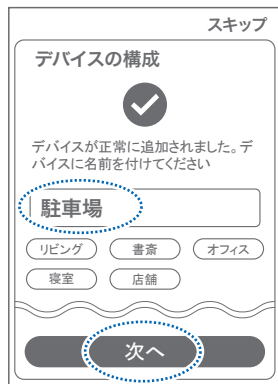 スキップ
デバイスの構成
デバイスが正常に追加されました。デ
バイスに名前を付けてください
駐車場
リビング 書斎 オフィス
寝室 店舗
次へ